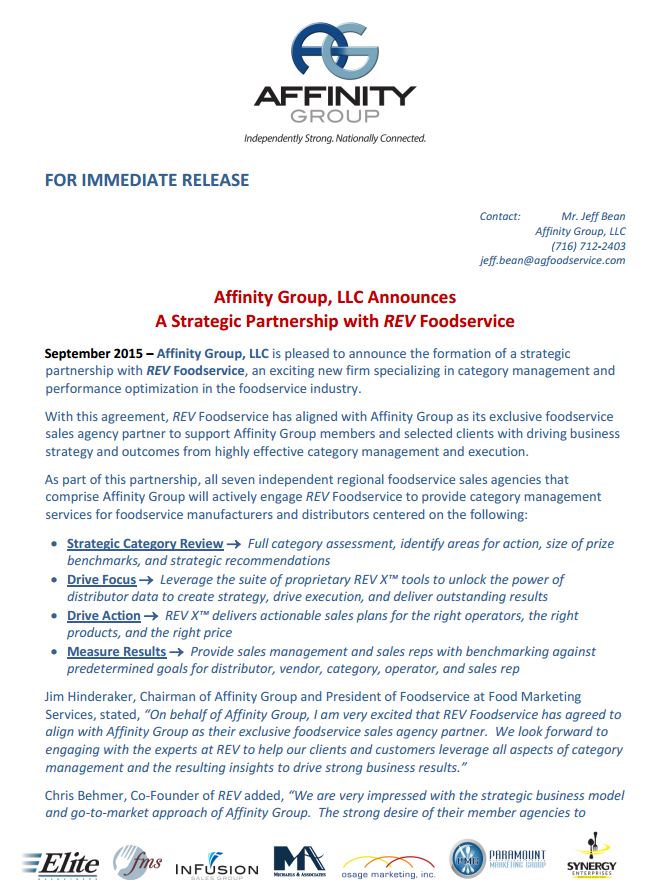 AG
AFFINITY
GROUP
Independently Strong. Nationally Connected.
FOR IMMEDIATE RELEASE
Contact: Mr. Jeff Bean
Affinity Group, LLC
(716) 712-2403
jeff.bean@agfoodservice.com
Affinity Group, LLC Announces
A Strategic Partnership with REV Foodservice
September 2015 – Affinity Group, LLC is pleased to announce the formation of a strategic
partnership with REV Foodservice, an exciting new firm specializing in category management and
performance optimization in the foodservice industry.
With this agreement, REV Foodservice has aligned with Affinity Group as its exclusive foodservice
sales agency partner to support Affinity Group members and selected clients with driving business
strategy and outcomes from highly effective category management and execution.
As part of this partnership, all seven independent regional foodservice sales agencies that
comprise Affinity Group will actively engage REV Foodservice to provide category management
services for foodservice manufacturers and distributors centered on the following:
• Strategic Category Review → Full category assessment, identify areas for action, size of prize
benchmarks, and strategic recommendations
• Drive Focus → Leverage the suite of proprietary REV X™ tools to unlock the power of
distributor data to create strategy, drive execution, and deliver outstanding results
• Drive Action → REV X™ delivers actionable sales plans for the right operators, the right
products, and the right price
• Measure Results → Provide sales management and sales reps with benchmarking against
predetermined goals for distributor, vendor, category, operator, and sales rep
Jim Hinderaker, Chairman of Affinity Group and President of Foodservice at Food Marketing
Services, stated, “On behalf of Affinity Group, I am very excited that REV Foodservice has agreed to
align with Affinity Group as their exclusive foodservice sales agency partner. We look forward to
engaging with the experts at REV to help our clients and customers leverage all aspects of category
management and the resulting insights to drive strong business results.”
Chris Behmer, Co-Founder of REV added, “We are very impressed with the strategic business model
and go-to-market approach of Affinity Group. The strong desire of their member agencies to
Elite
fms
INFUSION
SALES GROUP
MA
MICHAELS & ASSOCIATES
osage marketing, inc.
PMG
PARAMOUNT
MARKETING GROUP
SYNERGY
ENTERPRISES